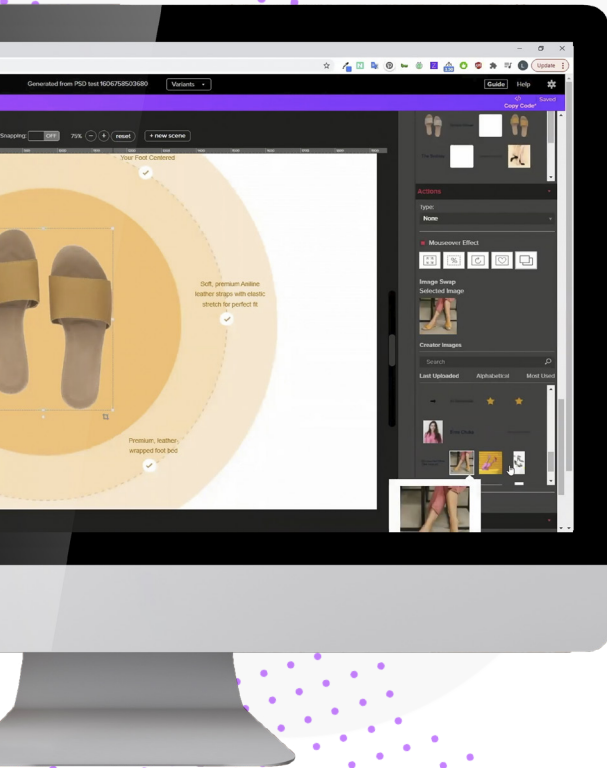 Update
Generated from PSD test 1606758503680
Variants
Guide
Help
Saved
Copy Code*
Snapping:
OFF
75%
reset
+ new scene
Your Foot Centered
Soft, premium Aniline
leather straps with elastic
stretch for perfect fit
Premium, leather,
wrapped foot bed
Actions
Type:
None
Mouseover Effect
%
Image Swap
Selected Image
Creator Images
Search
Last Uploaded
Alphabetical
Most Used